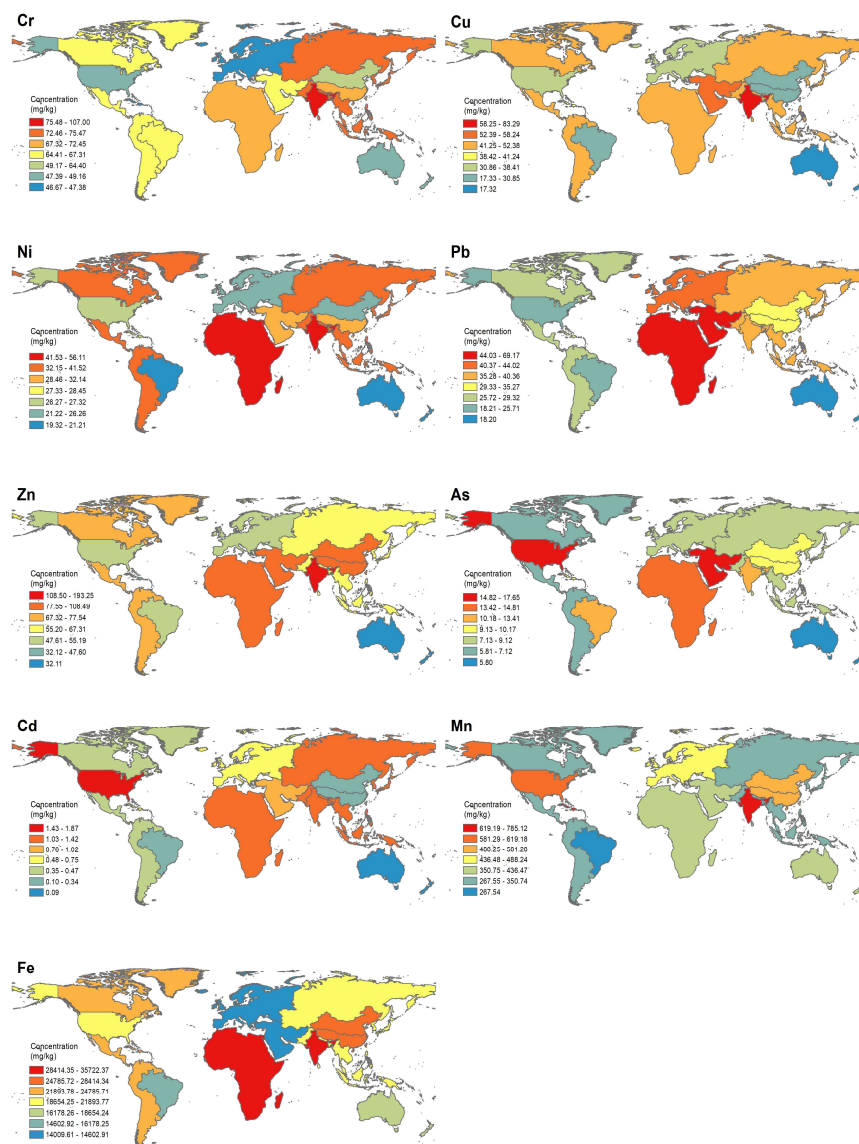 Cr
Concentration
(mg/kg)
75.48 - 107.00
72.46 - 75.47
67.32 - 72.45
64.41 - 67.31
49.17 - 64.40
47.39 - 49.16
46.67 - 47.38
Cu
Concentration
(mg/kg)
58.25 - 83.29
52.39 - 58.24
41.25 - 52.38
38.42 - 41.24
30.86 - 38.41
17.33 - 30.85
17.32
Ni
Concentration
(mg/kg)
41.53 - 56.11
32.15 - 41.52
28.46 - 32.14
27.33 - 28.45
26.27 - 27.32
21.22 - 26.26
19.32 - 21.21
Pb
Concentration
(mg/kg)
44.03 - 69.17
40.37 - 44.02
35.28 - 40.36
29.33 - 35.27
25.72 - 29.32
18.21 - 25.71
18.20
Zn
Concentration
(mg/kg)
108.50 - 193.25
77.55 - 108.49
67.32 - 77.54
55.20 - 67.31
47.61 - 55.19
32.12 - 47.60
32.11
As
Concentration
(mg/kg)
14.82 - 17.65
13.42 - 14.81
10.18 - 13.41
9.13 - 10.17
7.13 - 9.12
5.81 - 7.12
5.80
Cd
Concentration
(mg/kg)
1.43 - 1.87
1.03 - 1.42
0.76 - 1.02
0.48 - 0.75
0.35 - 0.47
0.10 - 0.34
0.09
Mn
Concentration
(mg/kg)
619.19 - 785.12
581.29 - 619.18
488.25 - 581.28
436.48 - 488.24
350.75 - 436.47
267.55 - 350.74
267.54
Fe
Concentration
(mg/kg)
28414.35 - 35722.37
24785.72 - 28414.34
21893.78 - 24785.71
18654.25 - 21893.77
16178.26 - 18654.24
14602.92 - 16178.25
14009.61 - 14602.91